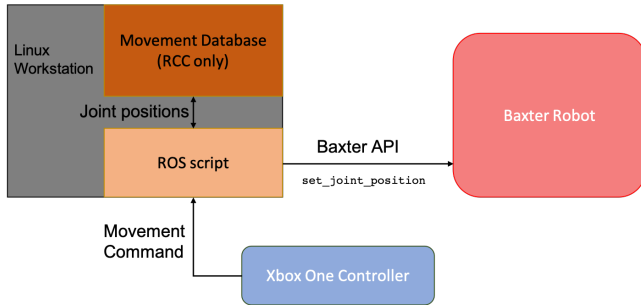 Linux
Workstation
Movement Database
(RCC only)
Joint positions
ROS script
Baxter API
set_joint_position
Baxter Robot
Movement
Command
Xbox One Controller